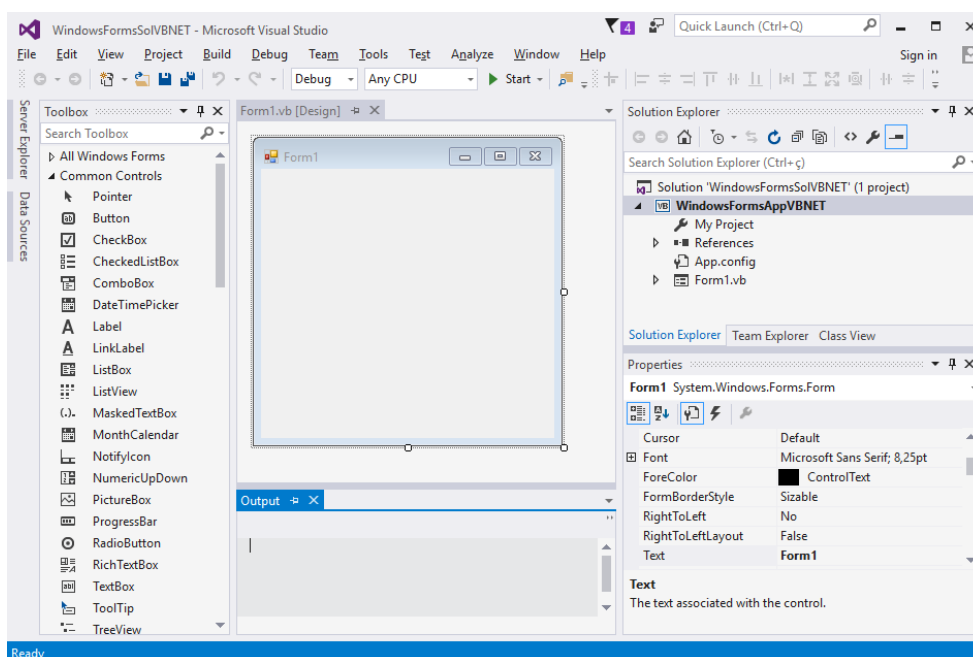 WindowsFormsSolVBNET - Microsoft Visual Studio
4
Quick Launch (Ctrl+Q)
File Edit View Project Build Debug Team Tools Test Analyze Window Help
Sign in
Debug Any CPU Start
Server Explorer
Data Sources
Toolbox
Search Toolbox
All Windows Forms
Common Controls
Pointer
Button
CheckBox
CheckedListBox
ComboBox
DateTimePicker
Label
LinkLabel
ListBox
ListView
MaskedTextBox
MonthCalendar
NotifyIcon
NumericUpDown
PictureBox
ProgressBar
RadioButton
RichTextBox
TextBox
ToolTip
TreeView
Form1.vb [Design]
Form1
Output
Solution Explorer
Search Solution Explorer (Ctrl+ç)
Solution 'WindowsFormsSolVBNET' (1 project)
WindowsFormsAppVBNET
My Project
References
App.config
Form1.vb
Solution Explorer Team Explorer Class View
Properties
Form1 System.Windows.Forms.Form
Cursor Default
Font Microsoft Sans Serif; 8,25pt
ForeColor ControlText
FormBorderStyle Sizable
RightToLeft No
RightToLeftLayout False
Text Form1
Text
The text associated with the control.
Ready